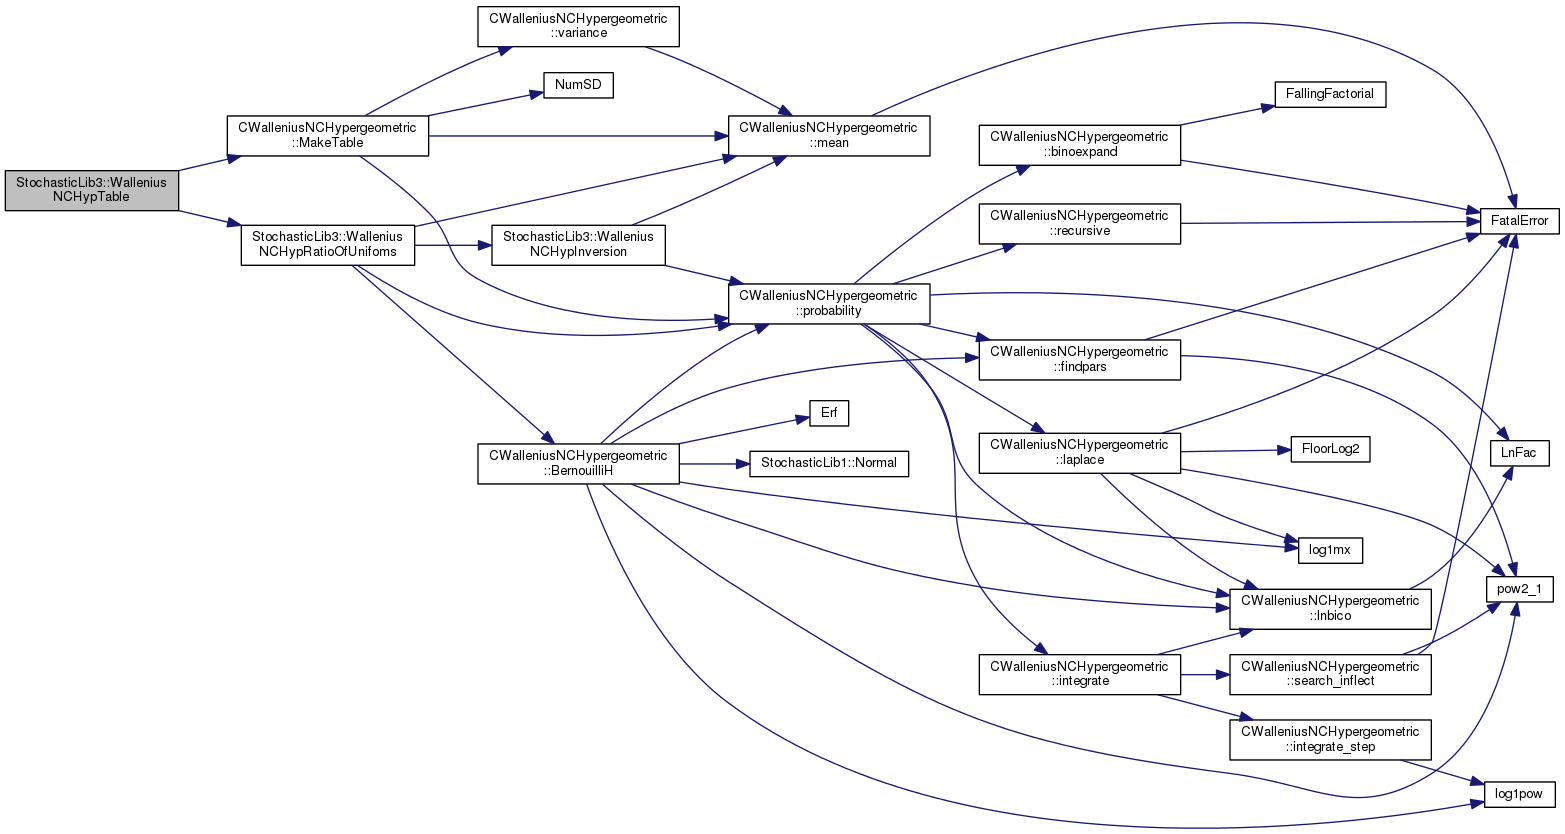 CWalleniusNCHypergeometric
::variance
NumSD
CWalleniusNCHypergeometric
::MakeTable
CWalleniusNCHypergeometric
::mean
StochasticLib3::Wallenius
NCHypTable
StochasticLib3::Wallenius
NCHypRatioOfUnifoms
StochasticLib3::Wallenius
NCHypInversion
FallingFactorial
CWalleniusNCHypergeometric
::binoexpand
CWalleniusNCHypergeometric
::recursive
FatalError
CWalleniusNCHypergeometric
::probability
CWalleniusNCHypergeometric
::findpars
Erf
CWalleniusNCHypergeometric
::BernouilliH
StochasticLib1::Normal
CWalleniusNCHypergeometric
::laplace
FloorLog2
LnFac
log1mx
pow2_1
CWalleniusNCHypergeometric
::lnbico
CWalleniusNCHypergeometric
::integrate
CWalleniusNCHypergeometric
::search_inflect
CWalleniusNCHypergeometric
::integrate_step
log1pow